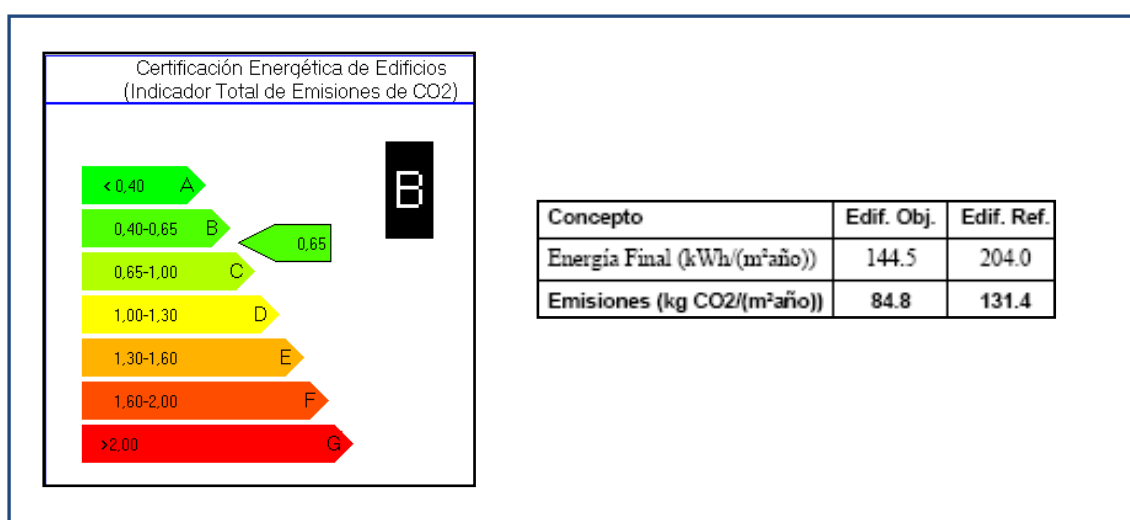 Certificación Energética de Edificios
(Indicador Total de Emisiones de CO2)
B
< 0,40 A
0,40-0,65 B
0,65
0,65-1,00 C
1,00-1,30 D
1,30-1,60 E
1,60-2,00 F
>2,00 G
Concepto Edif. Obj. Edif. Ref.
Energía Final (kWh/(m²año)) 144.5 204.0
Emisiones (kg CO2/(m²año)) 84.8 131.4